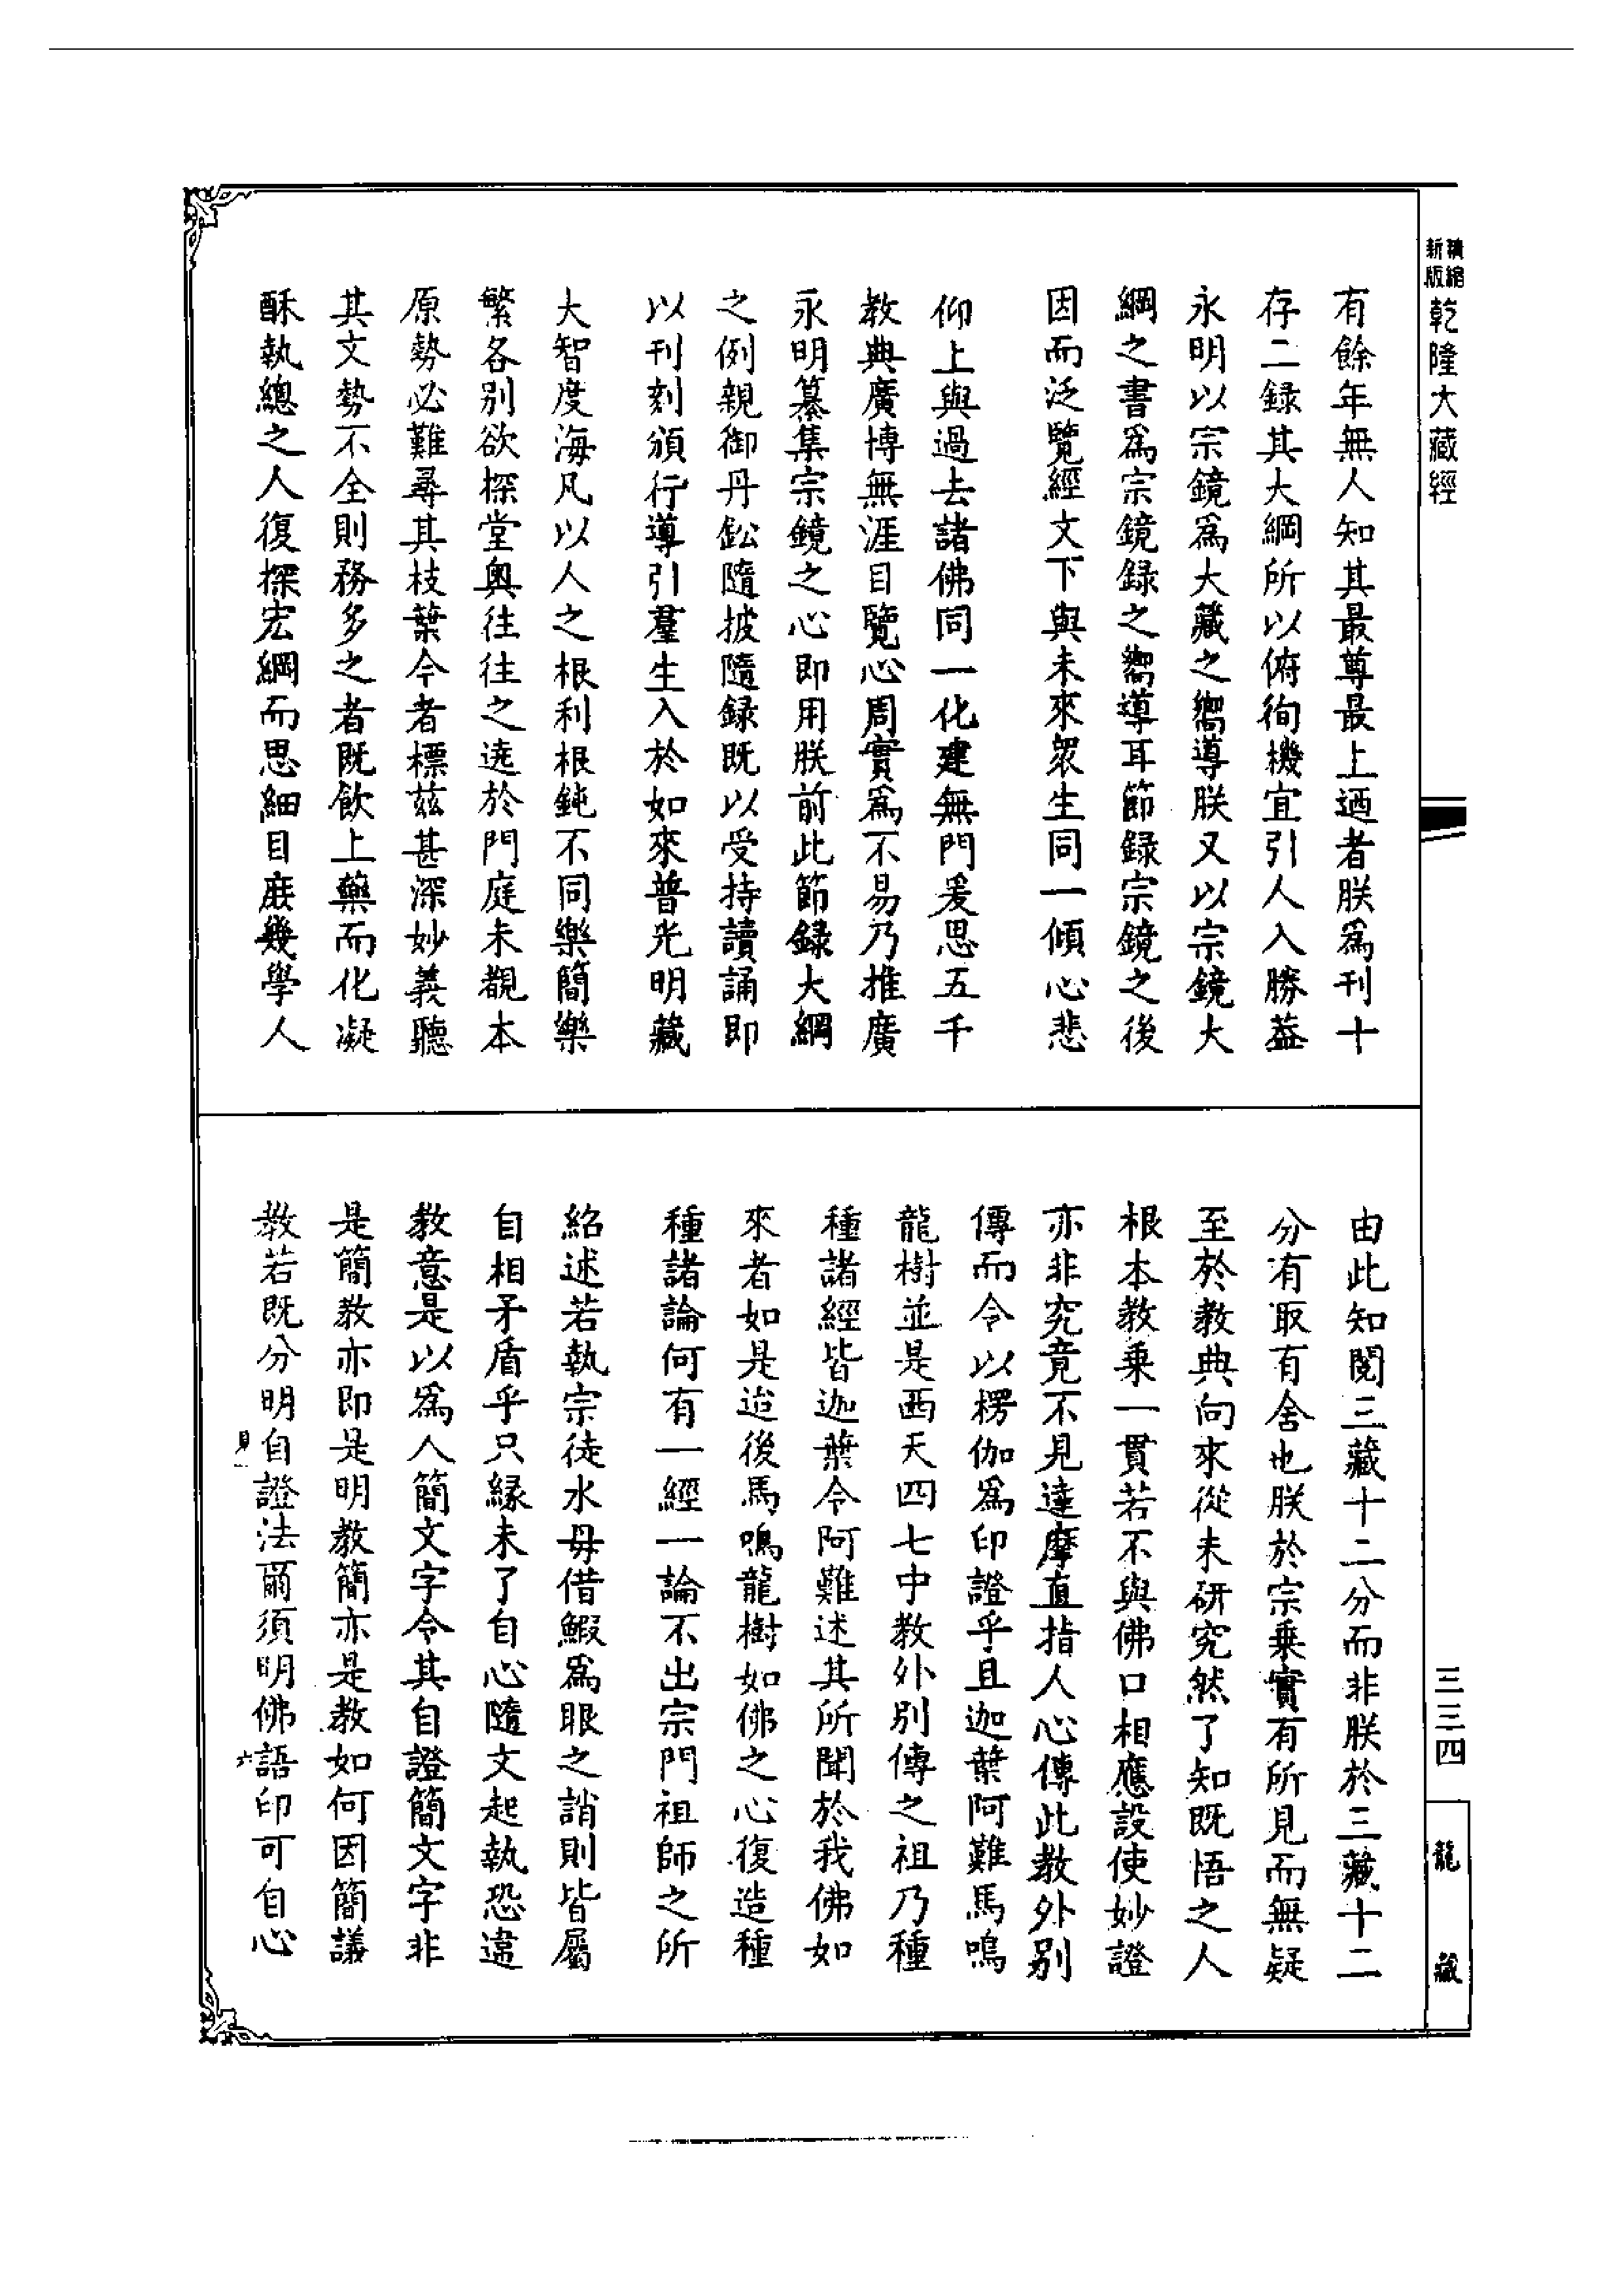 新版精縮乾隆大藏經
有餘年無人知其最尊最上迺者朕為刊十
存二録其大綱所以俯徇機宜引人入勝葢
永明以宗鏡為大藏之嚮導朕又以宗鏡大
綱之書為宗鏡録之嚮導耳節録宗鏡之後
因而泛覽經文下與未來衆生同一傾心悲
仰上與過去諸佛同一化建無門爰思五千
教典廣博無涯目覽心周實為不易乃推廣
永明纂集宗鏡之心即用朕前此節録大綱
之例親御丹鈆隨披隨録既以受持讀誦即
以刊刻頒行導引羣生入於如來普光明藏
大智度海凡以人之根利根鈍不同樂簡樂
繁各別欲探堂奧往往之遶於門庭未覩本
原勢必難尋其枝葉今者標茲甚深妙義聽
其文勢不全則務多之者既飲上藥而化凝
酥執總之人復探宏綱而思細目庻幾學人
由此知閱三藏十二分而非朕於三藏十二
分有取有舍也朕於宗乗實有所見而無疑
至於教典向來從未研究然了知既悟之人
根本教乗一貫若不與佛口相應設使妙證
亦非究竟不見達摩直指人心傳此教外別
傳而令以楞伽為印證乎且迦葉阿難馬鳴
龍樹並是西天四七中教外別傳之祖乃種
種諸經皆迦葉令阿難述其所聞於我佛如
來者如是迨後馬鳴龍樹如佛之心復造種
種諸論何有一經一論不出宗門祖師之所
紹述若執宗徒水母借鰕為眼之誚則皆屬
自相矛盾乎只緣未了自心隨文起執恐違
教意是以為人簡文字令其自證簡文字非
是簡教亦即是明教簡亦是教如何因簡議
教若既分明自證法爾須明佛語印可自心
三三四
龍藏